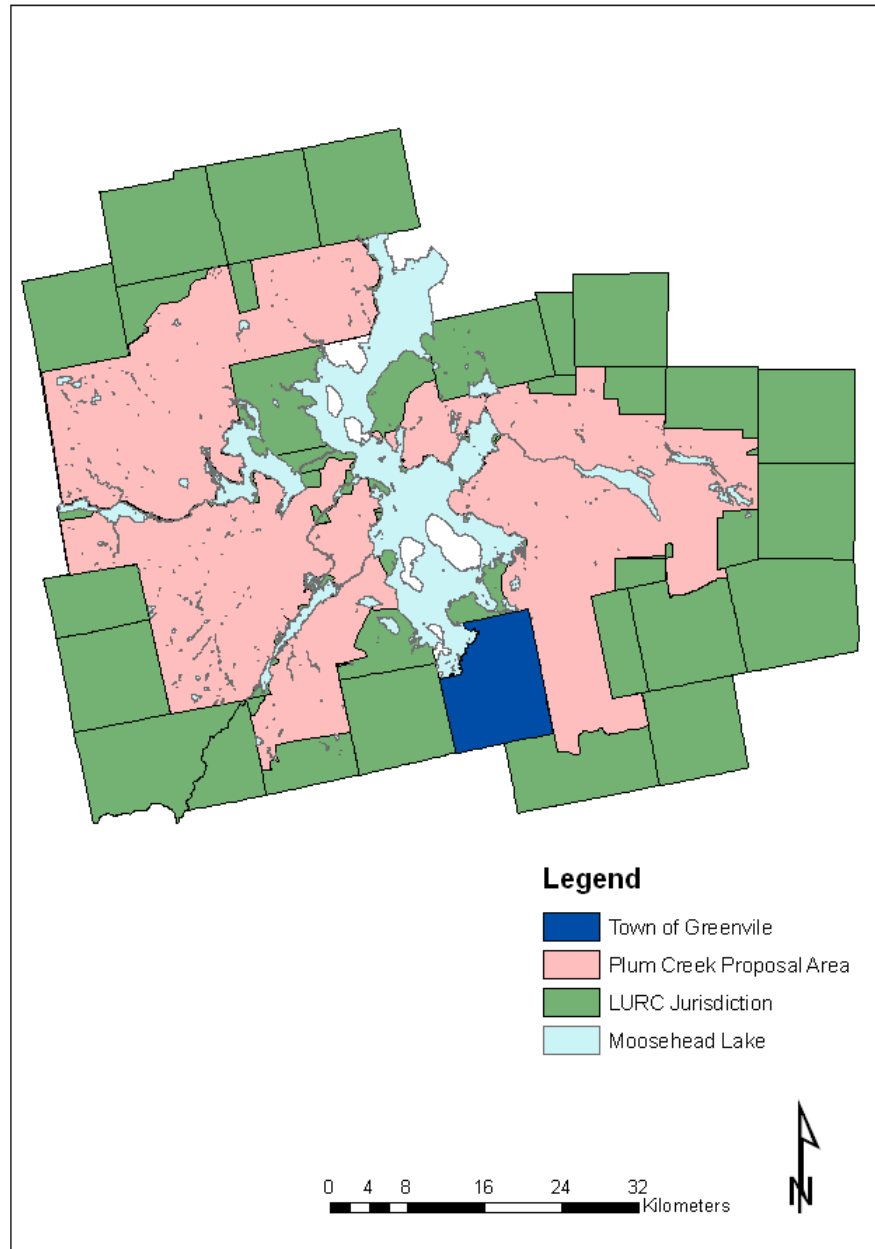 Legend
Town of Greenvile
Plum Creek Proposal Area
LURC Jurisdiction
Moosehead Lake
N
0 4 8 16 24 32
Kilometers